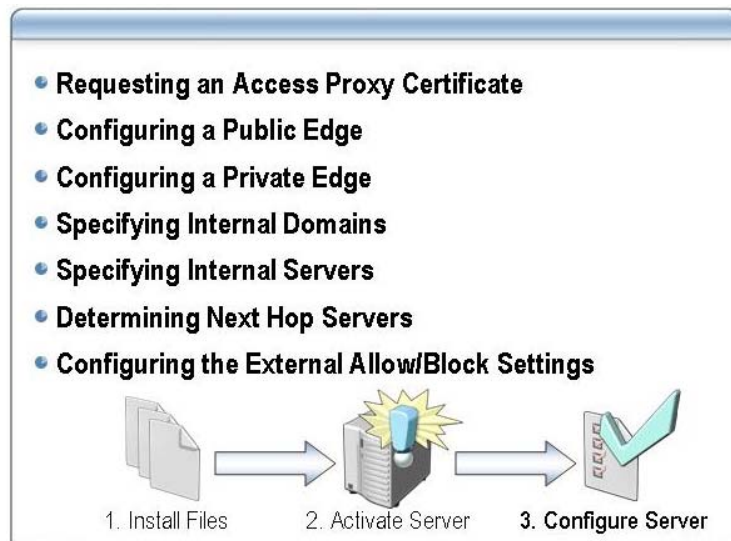 Requesting an Access Proxy Certificate
Configuring a Public Edge
Configuring a Private Edge
Specifying Internal Domains
Specifying Internal Servers
Determining Next Hop Servers
Configuring the External Allow/Block Settings
1. Install Files
2. Activate Server
3. Configure Server